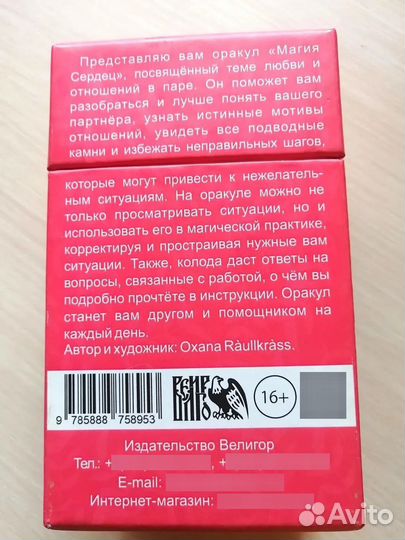 Представляю вам оракул «Магия
Сердец», посвящённый теме любви и
отношений в паре. Он поможет вам
разобраться и лучше понять вашего
партнёра, узнать истинные мотивы
отношений, увидеть все подводные
камни и избежать неправильных шагов,
которые могут привести к нежелатель-
ным ситуациям. На оракуле можно не
только просматривать ситуации, но и
использовать его в магической практике,
корректируя и простраивая нужные вам
ситуации. Также, колода даст ответы на
вопросы, связанные с работой, о чём вы
подробно прочтёте в инструкции. Оракул
станет вам другом и помощником на
каждый день.
Автор и художник: Oxana Ràullkràss.
9 785888 758953
16+
Издательство Велигор
Тел.: + , +
E-mail:
Интернет-магазин:
Avito